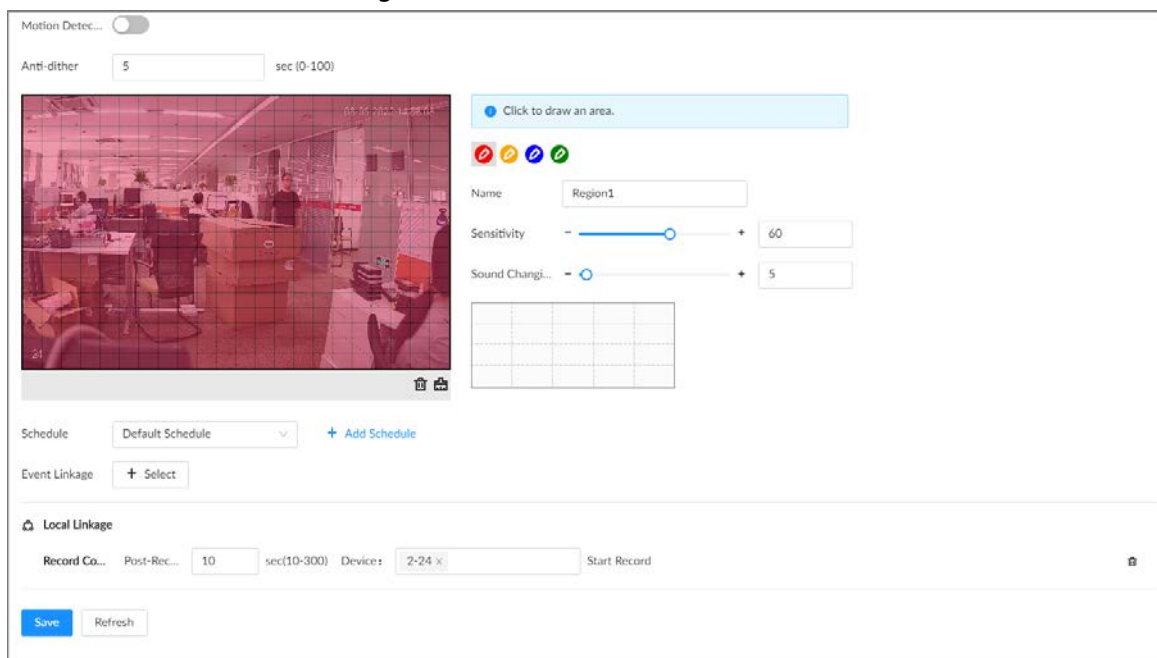 Motion Detec...
Anti-dither 5 sec (0-100)
Click to draw an area.
Name Region1
Sensitivity - + 60
Sound Changi... - + 5
24
Schedule Default Schedule + Add Schedule
Event Linkage + Select
Local Linkage
Record Co... Post-Rec... 10 sec(10-300) Device: 2-24 × Start Record
Save Refresh